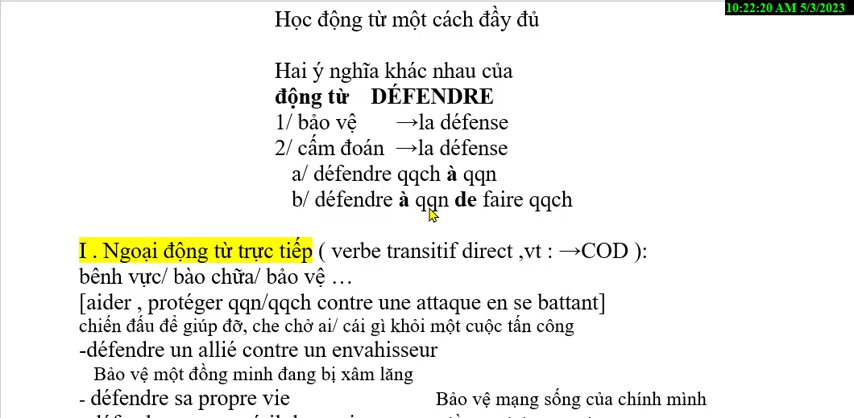 10:22:20 AM 5/3/2023
Học động từ một cách đầy đủ
Hai ý nghĩa khác nhau của
động từ DÉFENDRE
1/ bảo vệ →la défense
2/ cấm đoán →la défense
a/ défendre qqch à qqn
b/ défendre à qqn de faire qqch
I . Ngoại động từ trực tiếp ( verbe transitif direct ,vt : →COD ):
bênh vực/ bào chữa/ bảo vệ …
[aider , protéger qqn/qqch contre une attaque en se battant]
chiến đấu để giúp đỡ, che chở ai/ cái gì khỏi một cuộc tấn công
-défendre un allié contre un envahisseur
Bảo vệ một đồng minh đang bị xâm lăng
- défendre sa propre vie Bảo vệ mạng sống của chính mình